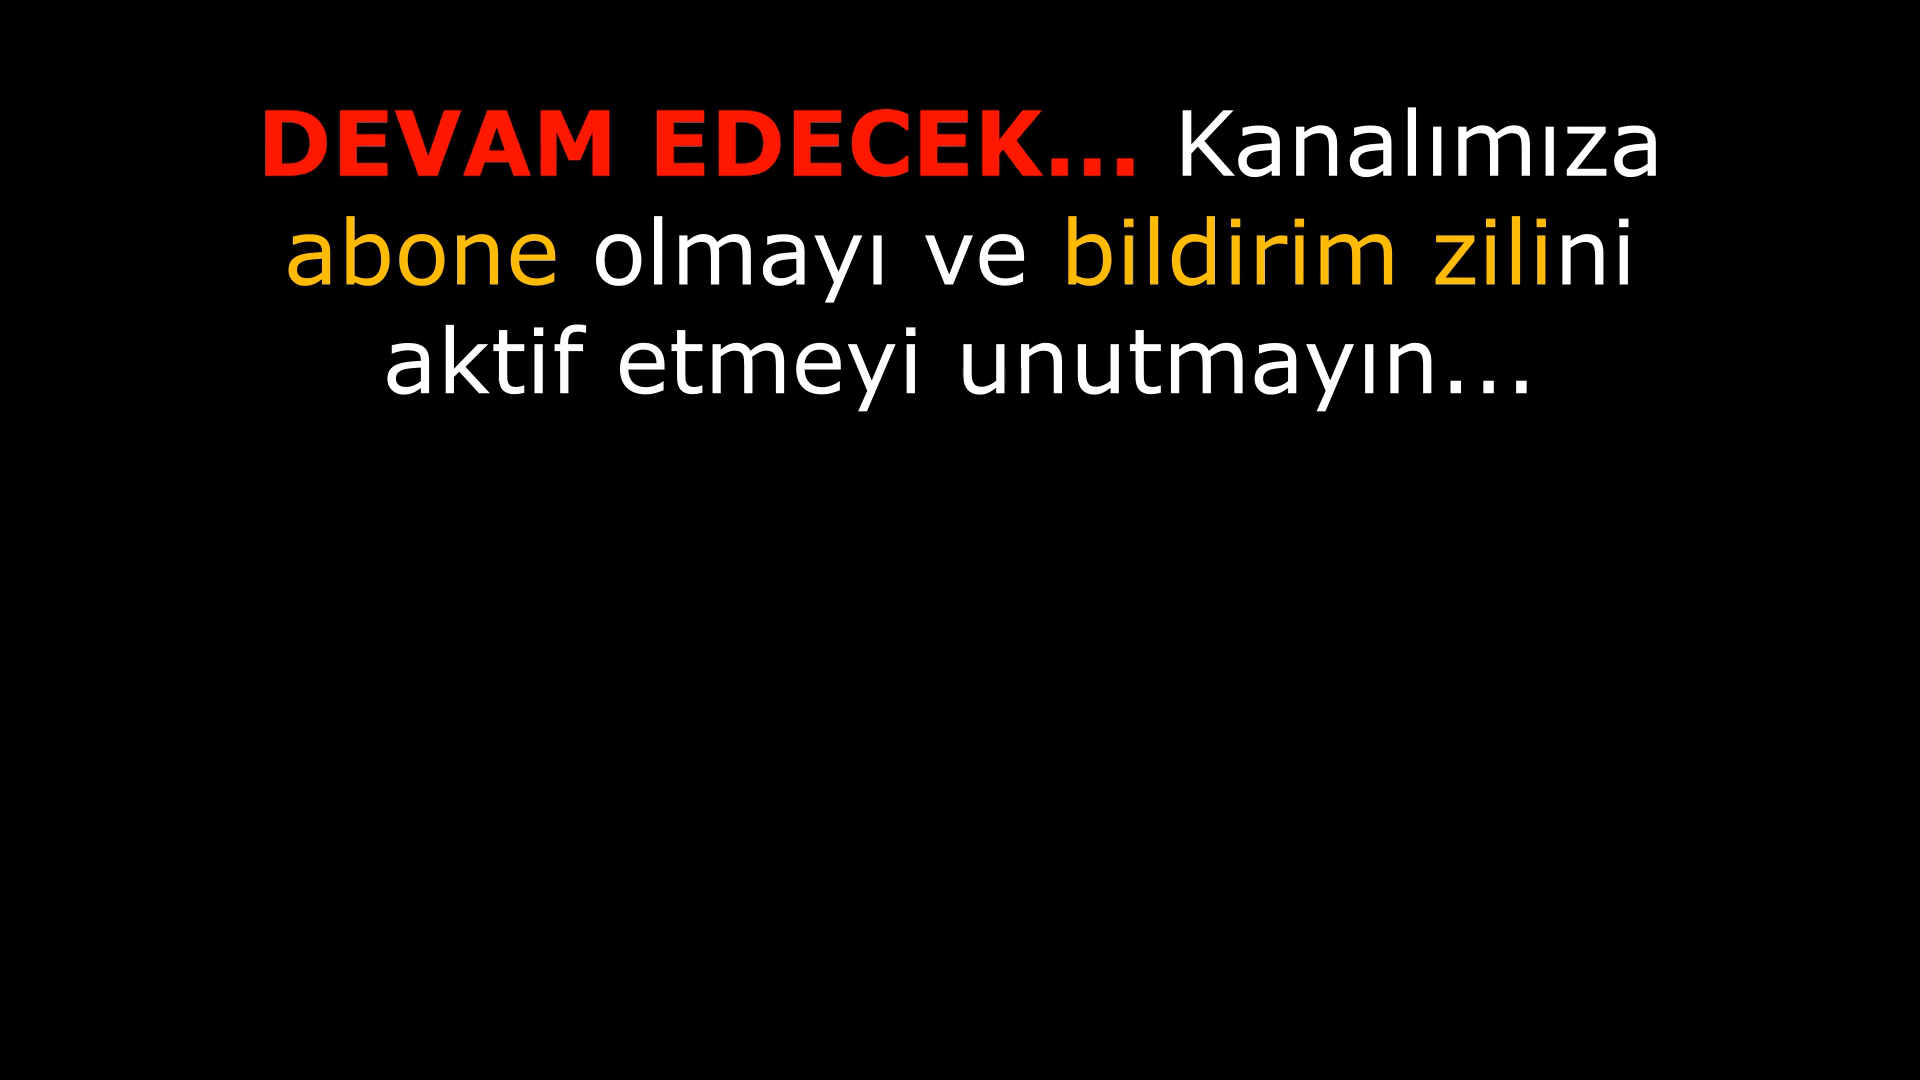 DEVAM EDECEK... Kanalımıza
abone olmayı ve bildirim zilini
aktif etmeyi unutmayın...